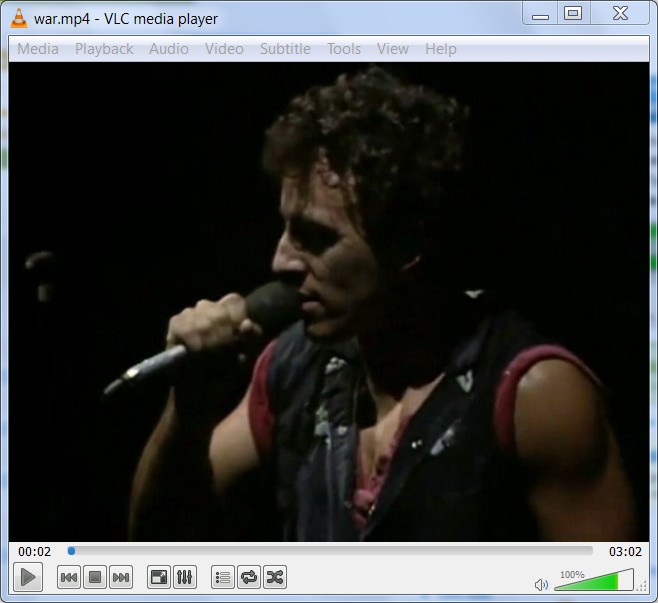 war.mp4 - VLC media player
Media Playback Audio Video Subtitle Tools View Help
00:02 03:02
100%